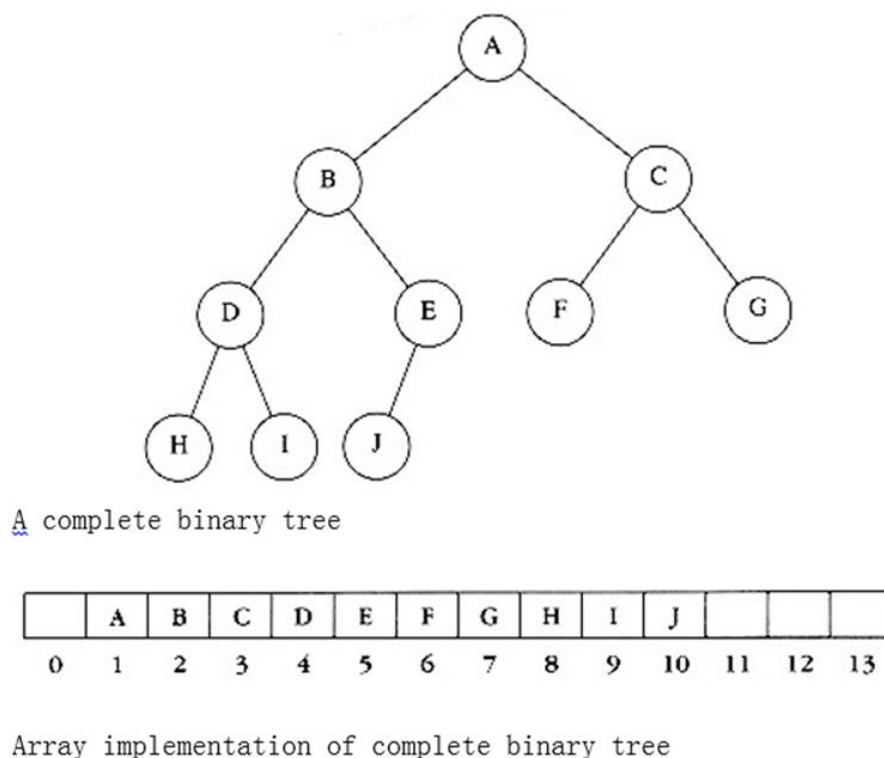 A
B C
D E F G
H I J
A complete binary tree
A B C D E F G H I J
0 1 2 3 4 5 6 7 8 9 10 11 12 13
Array implementation of complete binary tree